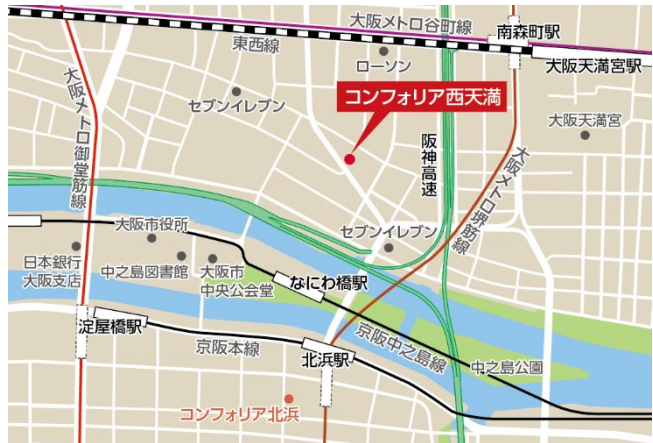 大阪メトロ谷町線
南森町駅
東西線
ローソン
大阪天満宮駅
大阪メトロ御堂筋線
セブンイレブン
コンフォリア西天満
阪神高速
大阪天満宮
大阪メトロ堺筋線
大阪市役所
セブンイレブン
日本銀行
大阪支店
中之島図書館
大阪市
中央公会堂
なにわ橋駅
淀屋橋駅
京阪本線
北浜駅
京阪中之島線
中之島公園
コンフォリア北浜